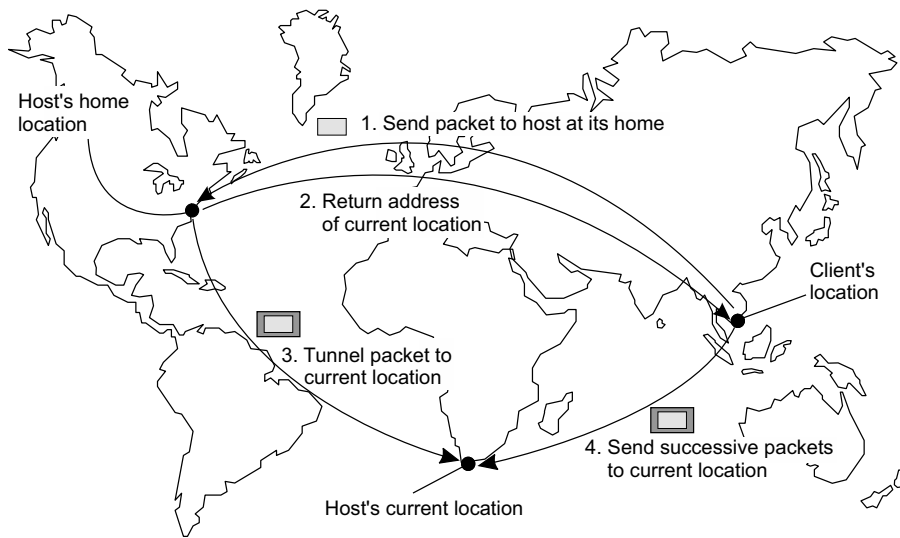 Host's home
location
1. Send packet to host at its home
2. Return address
of current location
Client's
location
3. Tunnel packet to
current location
4. Send successive packets
to current location
Host's current location